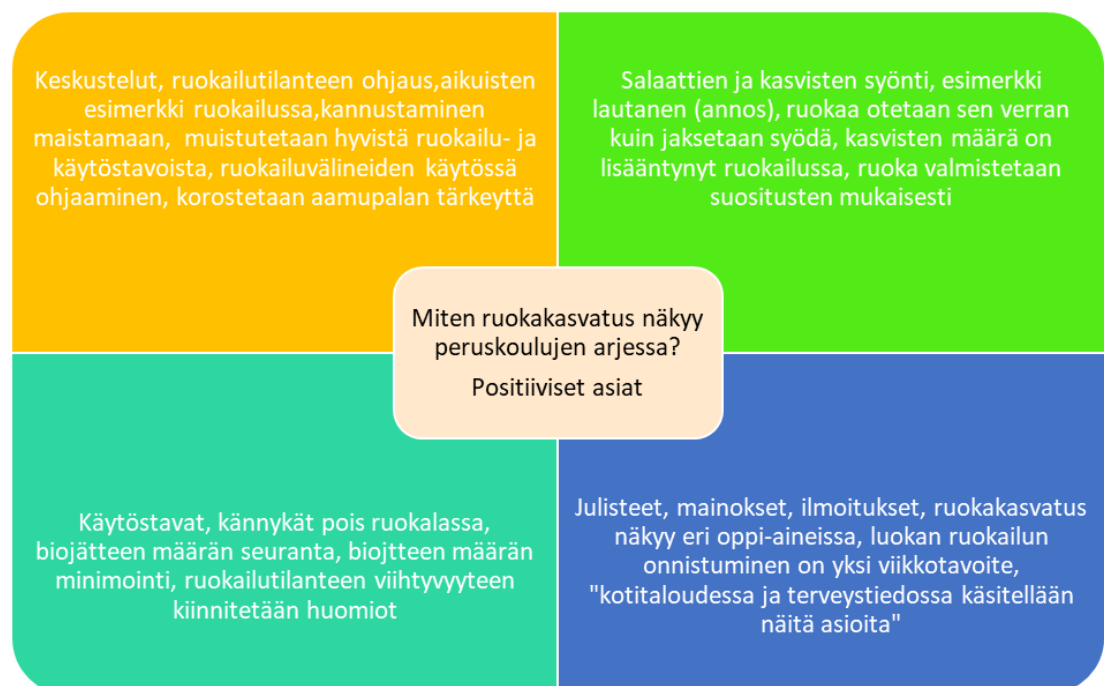 Keskustelut, ruokailutilanteen ohjaus,aikuisten
esimerkki ruokailussa,kannustaminen
maistamaan, muistutetaan hyvistä ruokailu- ja
käytöstavoista, ruokailuvälineiden käytössä
ohjaaminen, korostetaan aamupalan tärkeyttä
Salaattien ja kasvisten syönti, esimerkki
lautanen (annos), ruokaa otetaan sen verran
kuin jaksetaan syödä, kasvisten määrä on
lisääntynyt ruokailussa, ruoka valmistetaan
suositusten mukaisesti
Miten ruokakasvatus näkyy
peruskoulujen arjessa?
Positiiviset asiat
Käytöstavat, kännykät pois ruokalassa,
biojätteen määrän seuranta, biojtteen määrän
minimointi, ruokailutilanteen viihtyvyyteen
kiinnitetään huomiot
Julisteet, mainokset, ilmoitukset, ruokakasvatus
näkyy eri oppi-aineissa, luokan ruokailun
onnistuminen on yksi viikkotavoite,
"kotitaloudessa ja terveystiedossa käsitellään
näitä asioita"